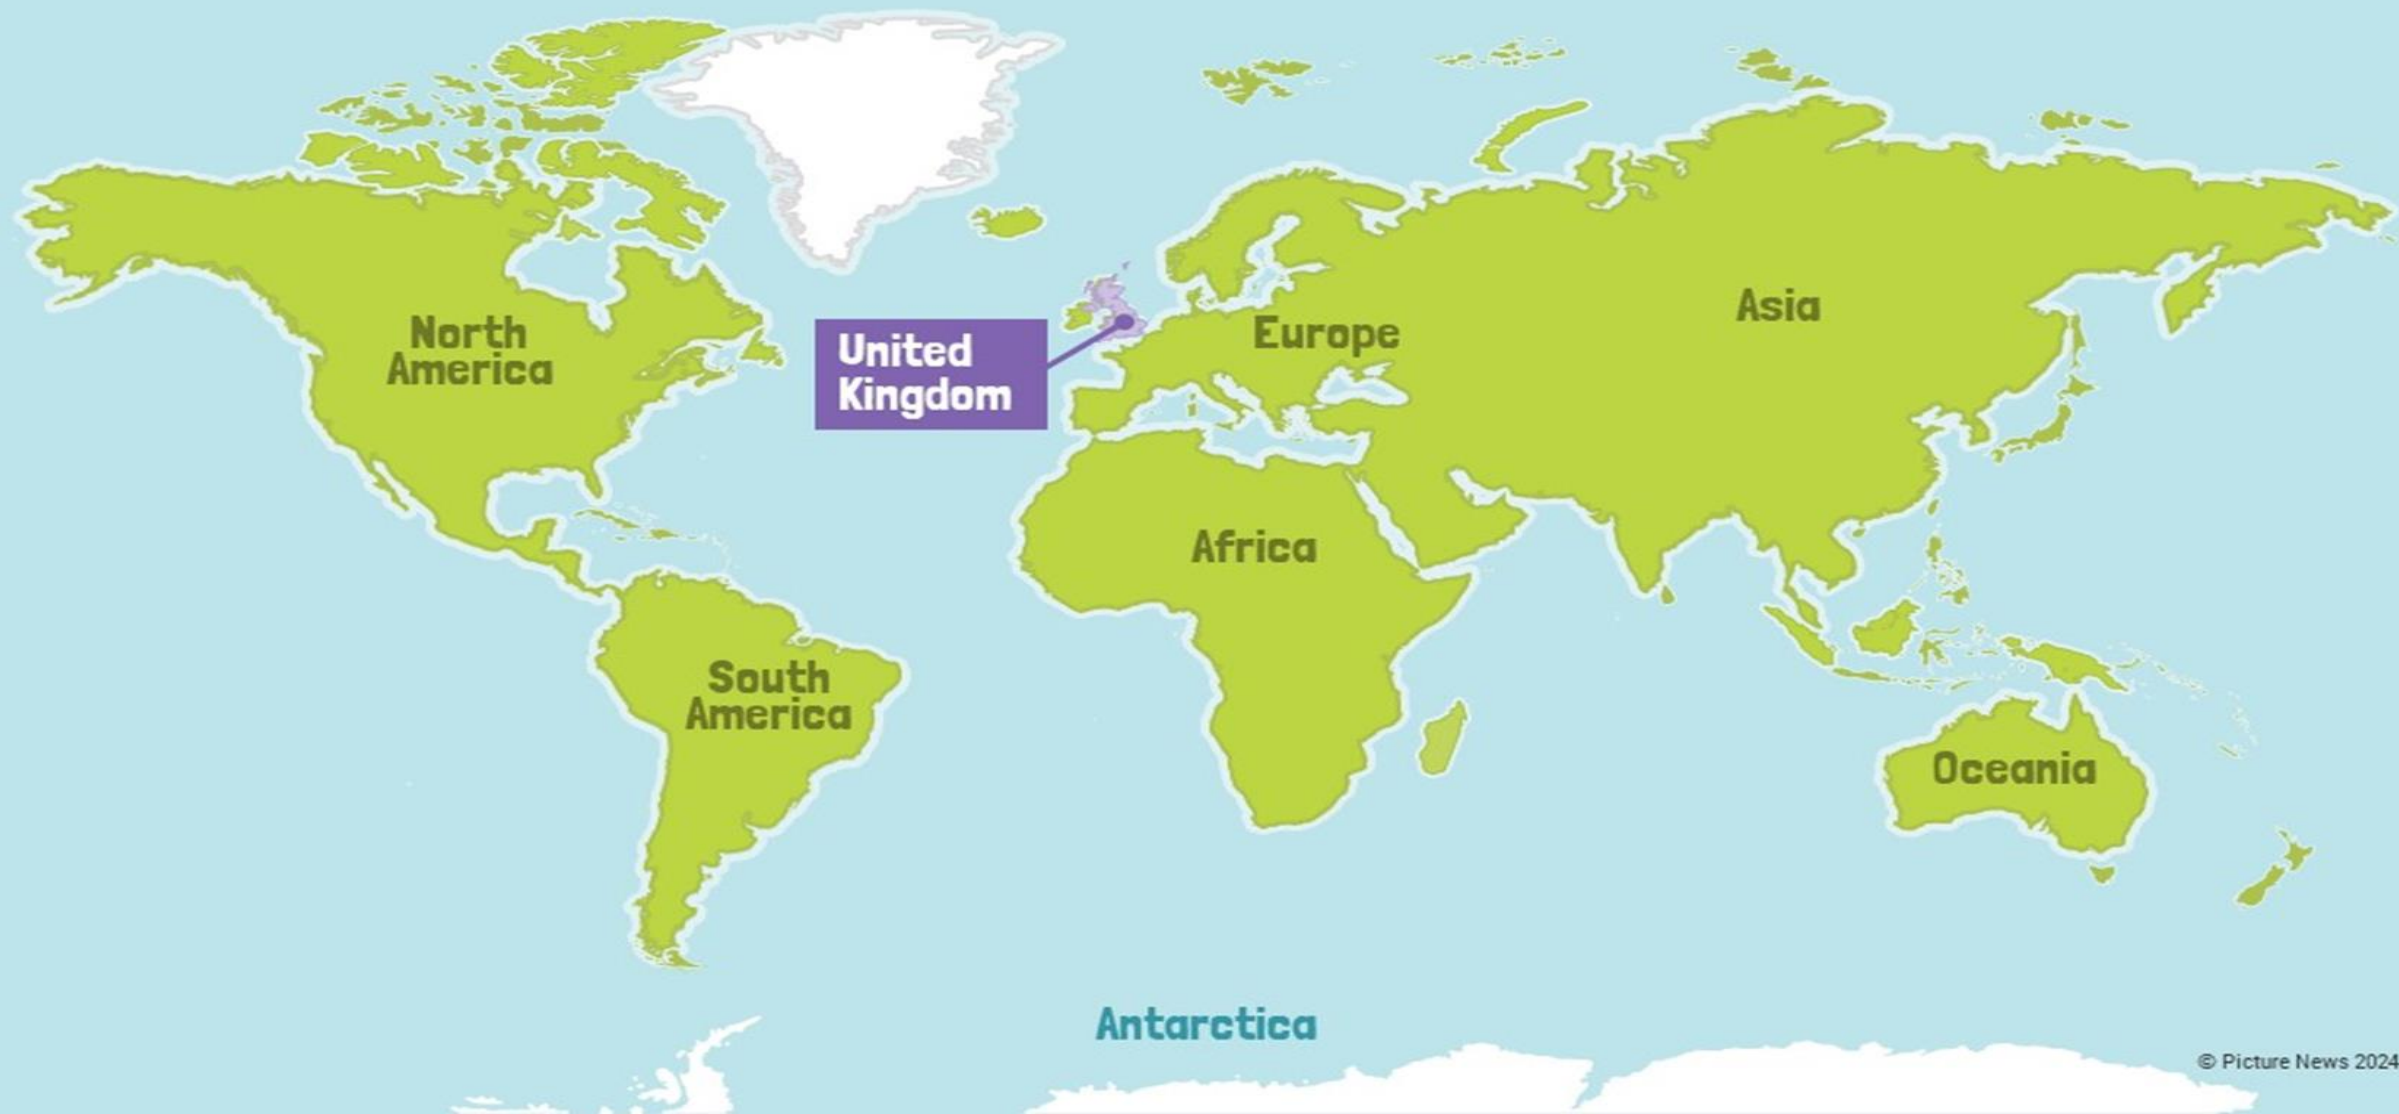 North
America
United
Kingdom
Europe
Asia
Africa
South
America
Oceania
Antarctica
© Picture News 2024